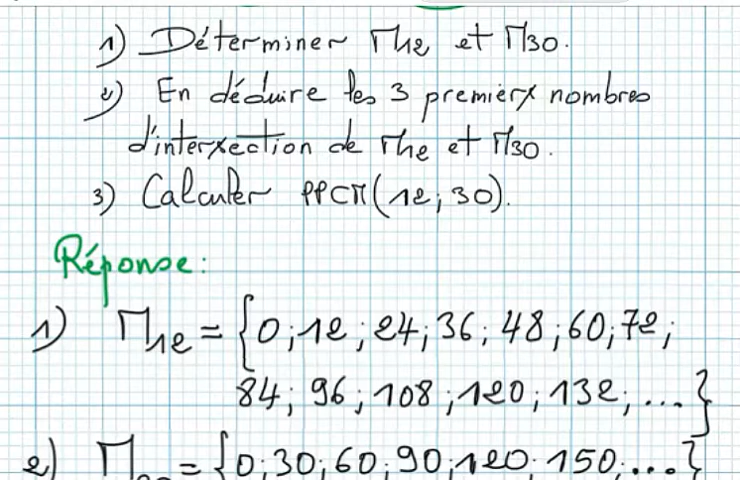 1) Déterminer M12 et M30.
2) En déduire les 3 premiers nombres
d'intersection de M12 et M30.
3) Calculer PPCM(12; 30).
Réponse:
1) M12 = {0; 12; 24; 36; 48; 60; 72;
84; 96; 108; 120; 132; ...}
2) M30 = {0; 30; 60; 90; 120; 150; ...}